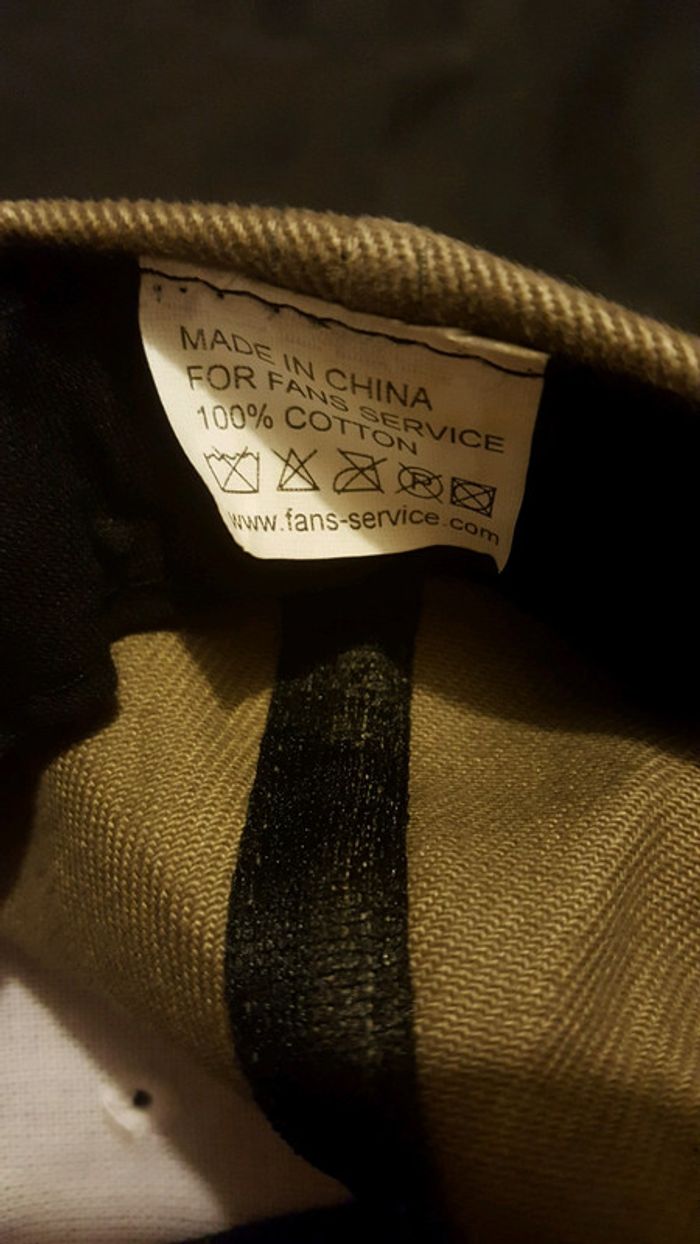 MADE IN CHINA
FOR FANS SERVICE
100% COTTON
R
www.fans-service.com